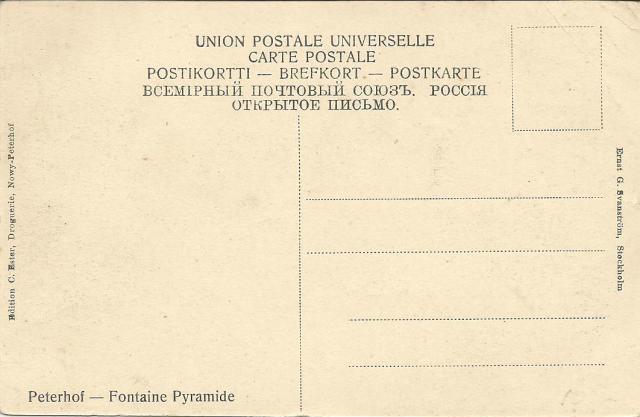 UNION POSTALE UNIVERSELLE
CARTE POSTALE
POSTIKORTTI — BREFKORT — POSTKARTE
ВСЕМІРНЫЙ ПОЧТОВЫЙ СОЮЗЪ. РОССІЯ
ОТКРЫТОЕ ПИСЬМО.
Edition C. Ester, Droguerie, Nowy-Peterhof
Ernst G. Svanström, Stockholm
Peterhof — Fontaine Pyramide